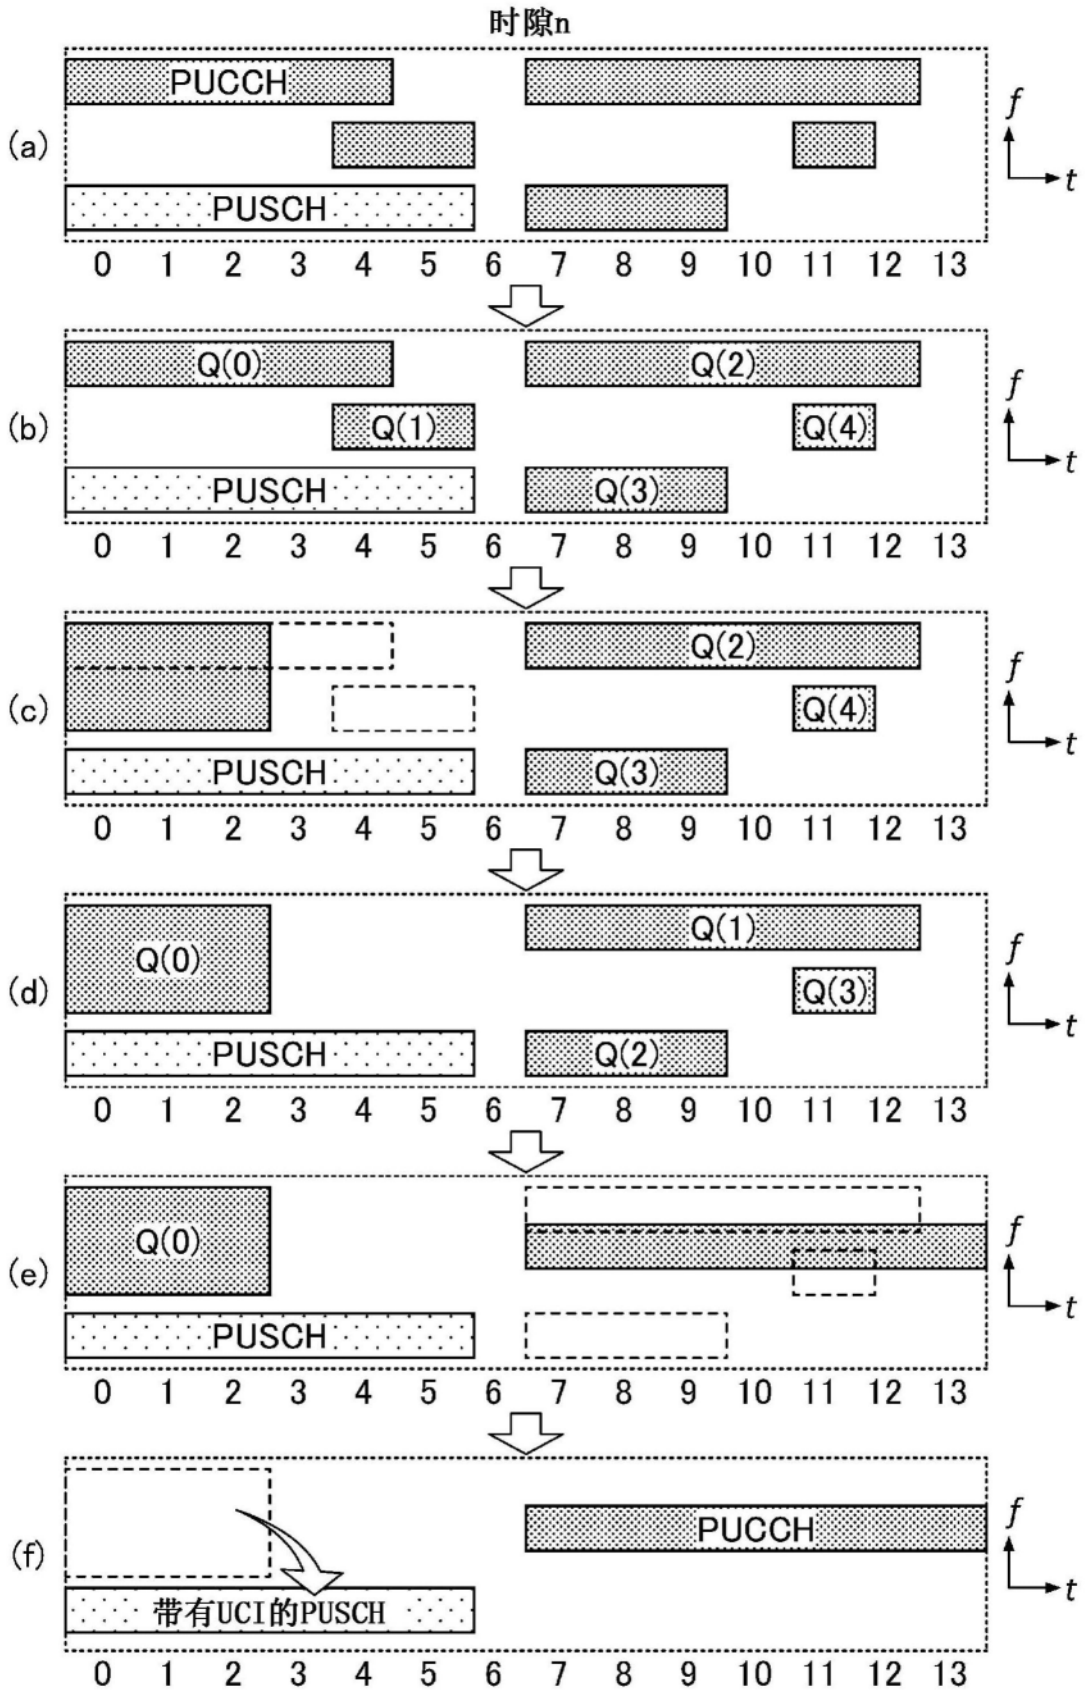 时隙n
PUCCH
(a)
PUSCH
f
t
0 1 2 3 4 5 6 7 8 9 10 11 12 13
Q(0) Q(2)
(b) Q(1) Q(4)
PUSCH Q(3)
f
t
0 1 2 3 4 5 6 7 8 9 10 11 12 13
Q(2)
(c) Q(4)
PUSCH Q(3)
f
t
0 1 2 3 4 5 6 7 8 9 10 11 12 13
Q(1)
(d) Q(0) Q(3)
PUSCH Q(2)
f
t
0 1 2 3 4 5 6 7 8 9 10 11 12 13
Q(0)
(e)
PUSCH
f
t
0 1 2 3 4 5 6 7 8 9 10 11 12 13
PUCCH
(f)
带有UCI的PUSCH
f
t
0 1 2 3 4 5 6 7 8 9 10 11 12 13